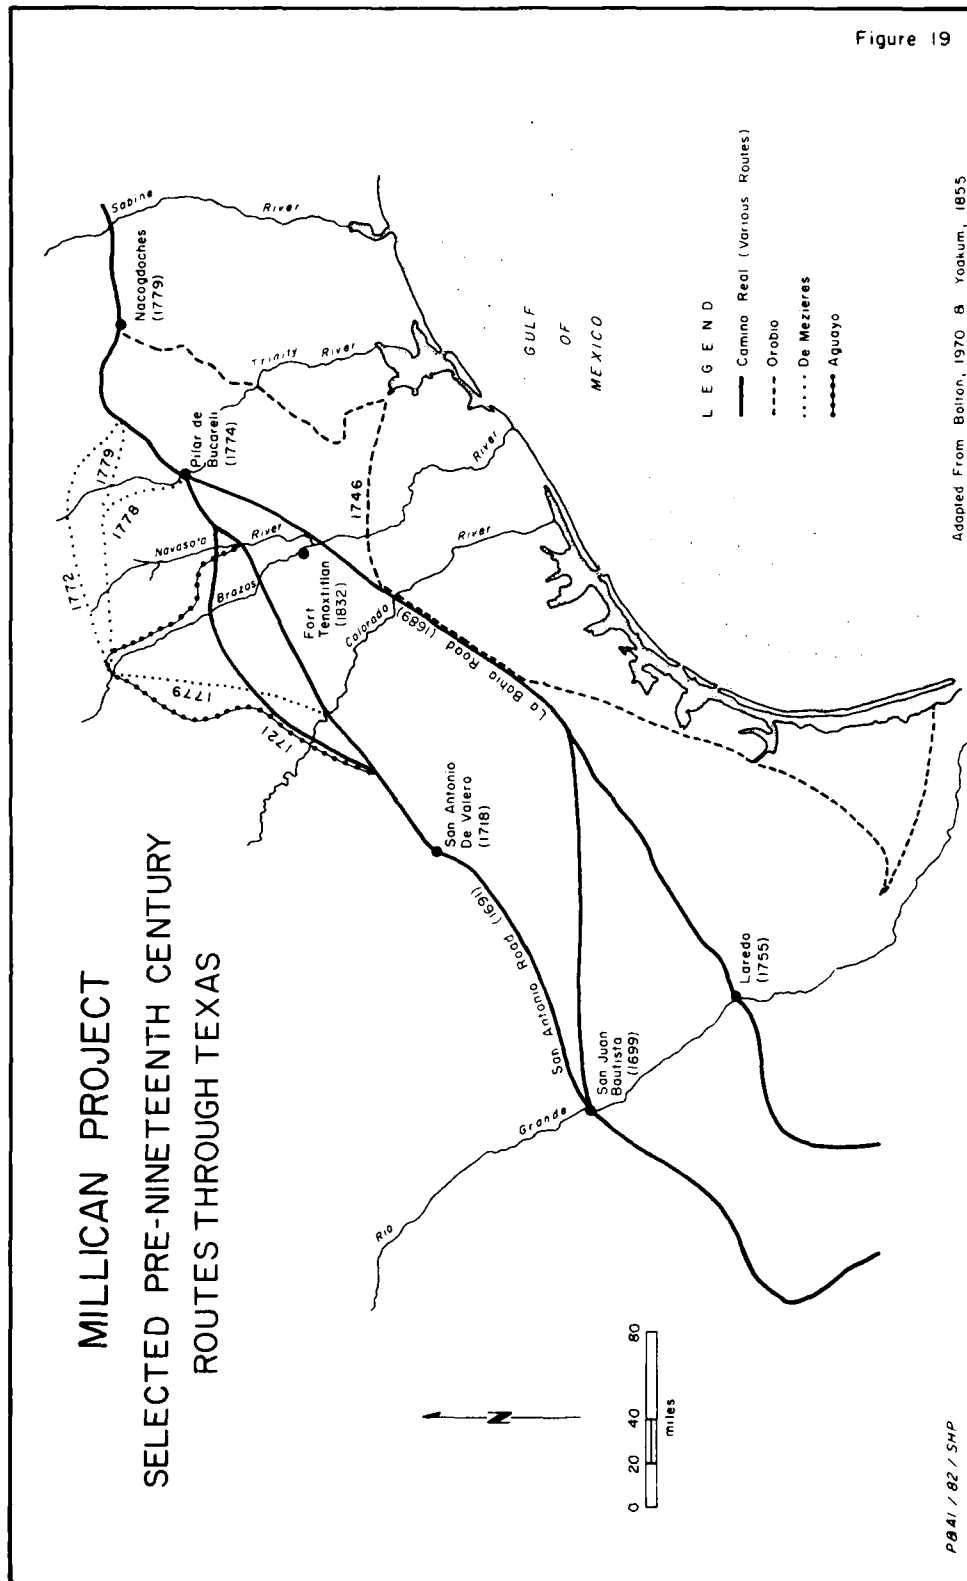 Figure 19
MILLICAN PROJECT
SELECTED PRE-NINETEENTH CENTURY
ROUTES THROUGH TEXAS
Sabine
River
Nacogdoches
(1779)
Trinity
River
Pilar de
Bucareli
(1774)
1779
1778
1772
Navasota
River
Brazos
River
Fort
Tenoxtitlan
(1832)
1746
Colorado
River
La Bahia Road (1689)
1779
1721
San Antonio
De Valero
(1718)
San Antonio Road (1691)
San Juan
Bautista
(1699)
Laredo
(1755)
Rio
Grande
GULF
OF
MEXICO
LEGEND
Camino Real (Various Routes)
Orobio
De Mezieres
Aguayo
N
0 20 40 80
miles
Adapted From Bolton, 1970 & Yoakum, 1855
PBAI / 82 / SHP